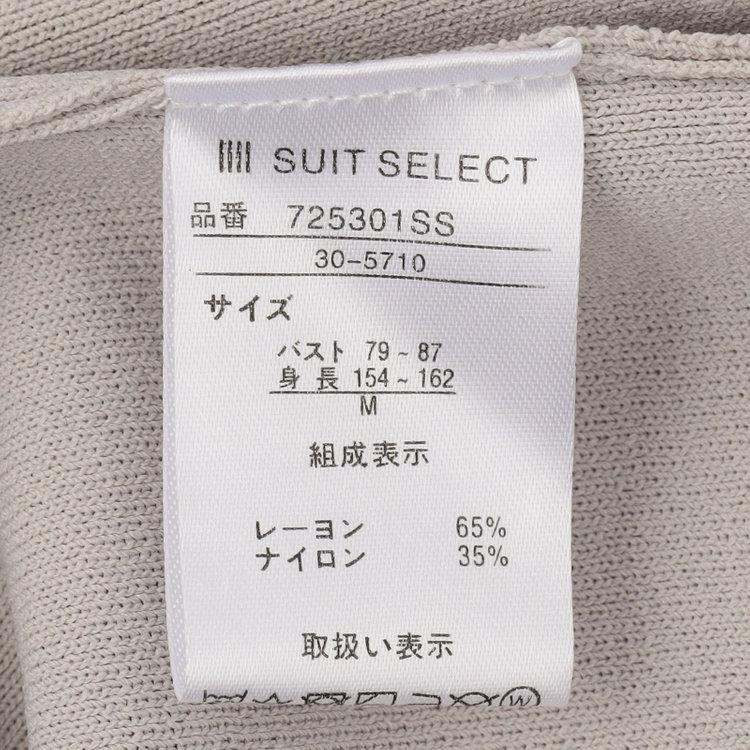 SUIT SELECT
品番 725301SS
30-5710
サイズ
バスト 79~87
身長 154~162
M
組成表示
レーヨン 65%
ナイロン 35%
取扱い表示